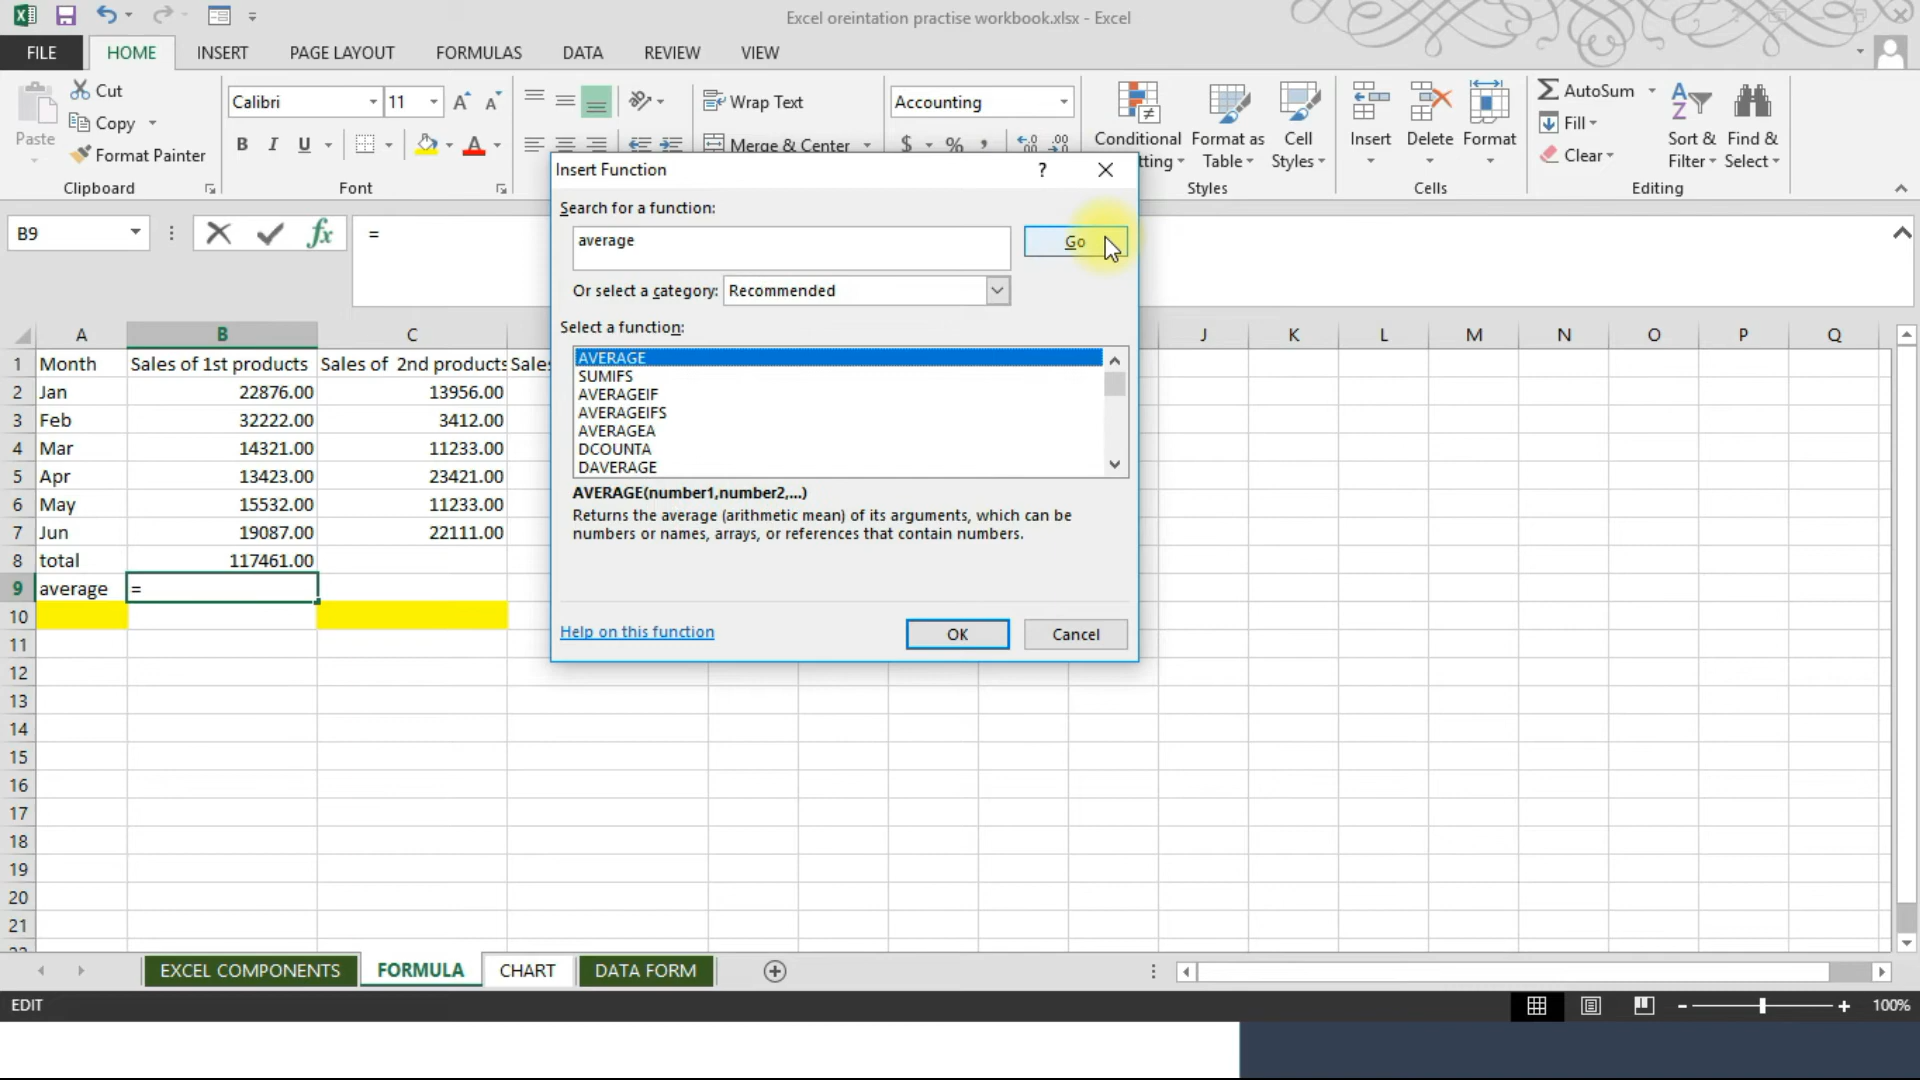 Excel oreintation practise workbook.xlsx - Excel
FILE HOME INSERT PAGE LAYOUT FORMULAS DATA REVIEW VIEW
Paste
Cut
Copy
Format Painter
Clipboard
Calibri 11
B I U A
Font
Wrap Text
Merge & Center
Accounting
$ % ,
Conditional
tting
Format as
Table
Cell
Styles
Styles
Insert Delete Format
Cells
AutoSum
Fill
Clear
Sort &
Filter
Find &
Select
Editing
B9 fx =
Insert Function ?
Search for a function:
average
Go
Or select a category: Recommended
Select a function:
AVERAGE
SUMIFS
AVERAGEIF
AVERAGEIFS
AVERAGEA
DCOUNTA
DAVERAGE
AVERAGE(number1,number2,...)
Returns the average (arithmetic mean) of its arguments, which can be
numbers or names, arrays, or references that contain numbers.
Help on this function OK Cancel
A B C J K L M N O P Q
1 Month Sales of 1st products Sales of 2nd products Sales
2 Jan 22876.00 13956.00
3 Feb 32222.00 3412.00
4 Mar 14321.00 11233.00
5 Apr 13423.00 23421.00
6 May 15532.00 11233.00
7 Jun 19087.00 22111.00
8 total 117461.00
9 average =
10
11
12
13
14
15
16
17
18
19
20
21
EXCEL COMPONENTS FORMULA CHART DATA FORM
EDIT 100%